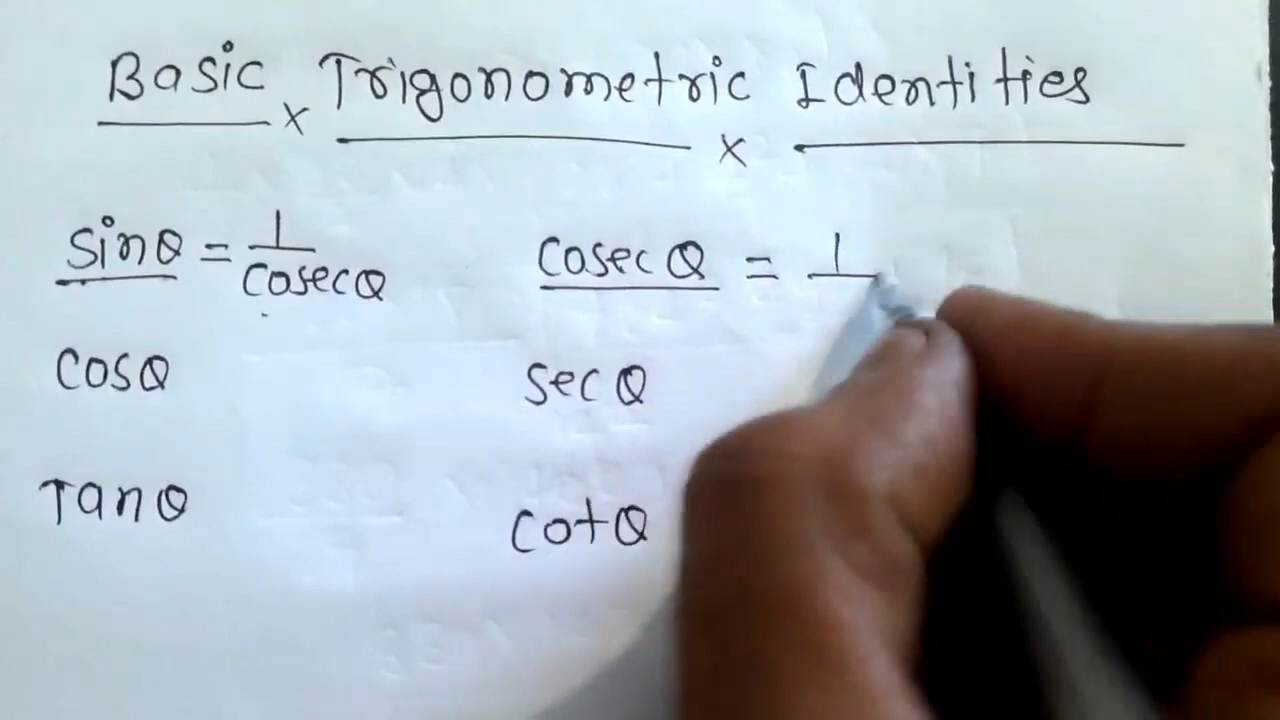 Basic x Trigonometric x Identities
sinθ = 1/cosecθ cosecθ = 1/
cosθ secθ
Tanθ cotθ